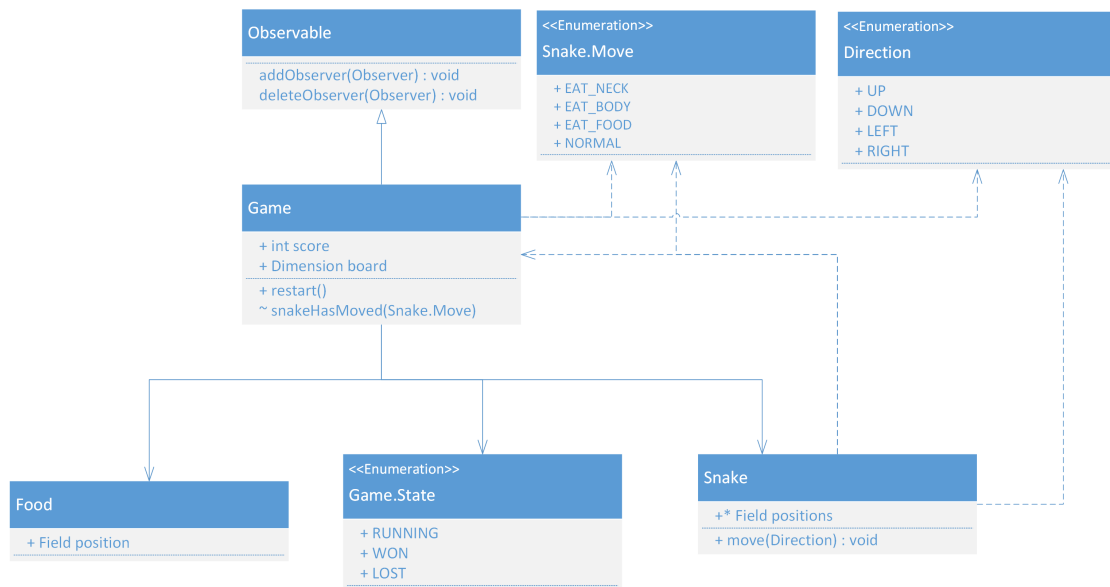 Observable
addObserver(Observer) : void
deleteObserver(Observer) : void
<<Enumeration>>
Snake.Move
+ EAT_NECK
+ EAT_BODY
+ EAT_FOOD
+ NORMAL
<<Enumeration>>
Direction
+ UP
+ DOWN
+ LEFT
+ RIGHT
Game
+ int score
+ Dimension board
+ restart()
~ snakeHasMoved(Snake.Move)
Food
+ Field position
<<Enumeration>>
Game.State
+ RUNNING
+ WON
+ LOST
Snake
+* Field positions
+ move(Direction) : void